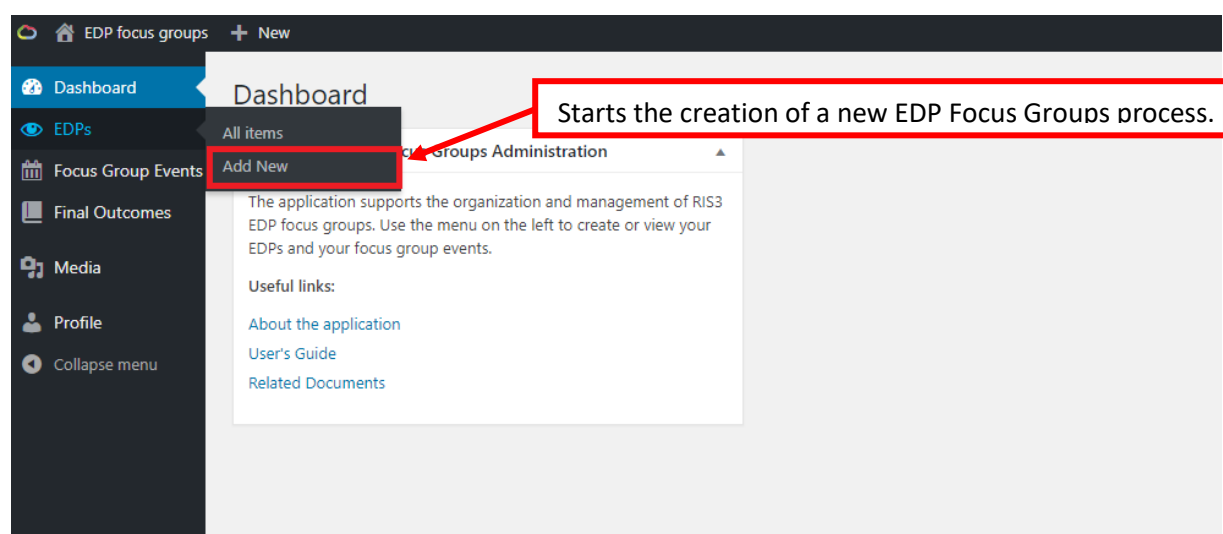 EDP focus groups + New
Dashboard
EDPs
Focus Group Events
Final Outcomes
Media
Profile
Collapse menu
All items
Add New
Dashboard
Starts the creation of a new EDP Focus Groups process.
Groups Administration
The application supports the organization and management of RIS3
EDP focus groups. Use the menu on the left to create or view your
EDPs and your focus group events.
Useful links:
About the application
User's Guide
Related Documents